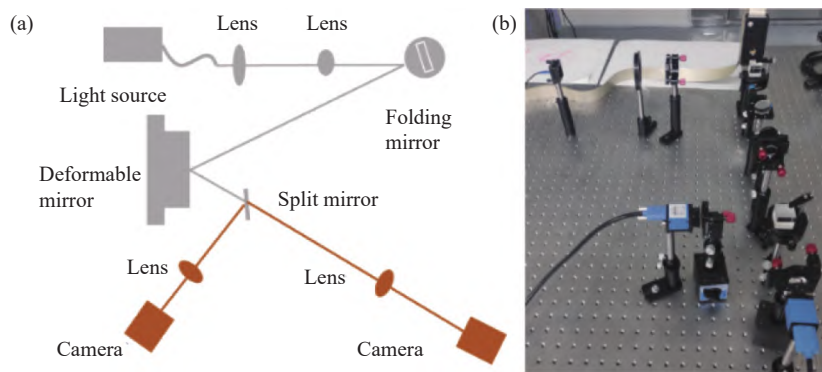 (a)
Lens
Lens
(b)
Light source
Folding
mirror
Deformable
mirror
Split mirror
Lens
Lens
Camera
Camera